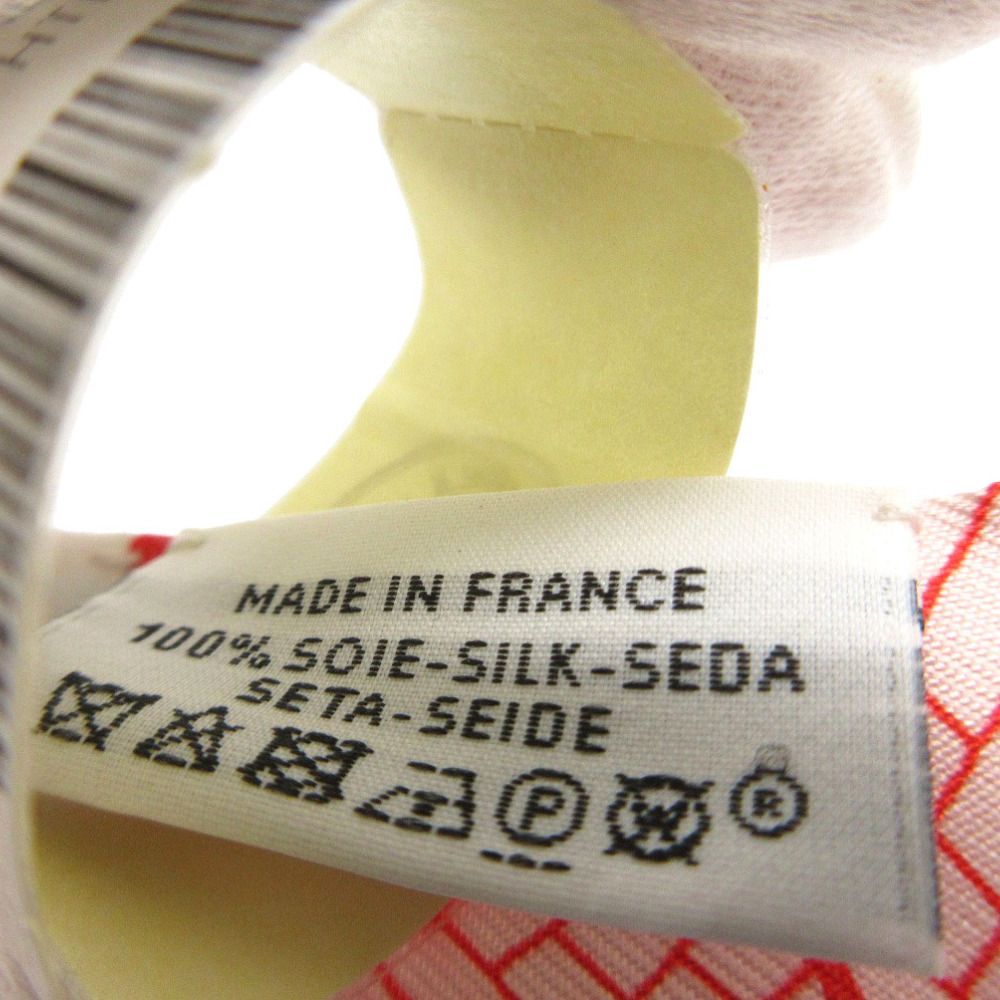 MADE IN FRANCE
100% SOIE-SILK-SEDA
SETA-SEIDE
P W ®